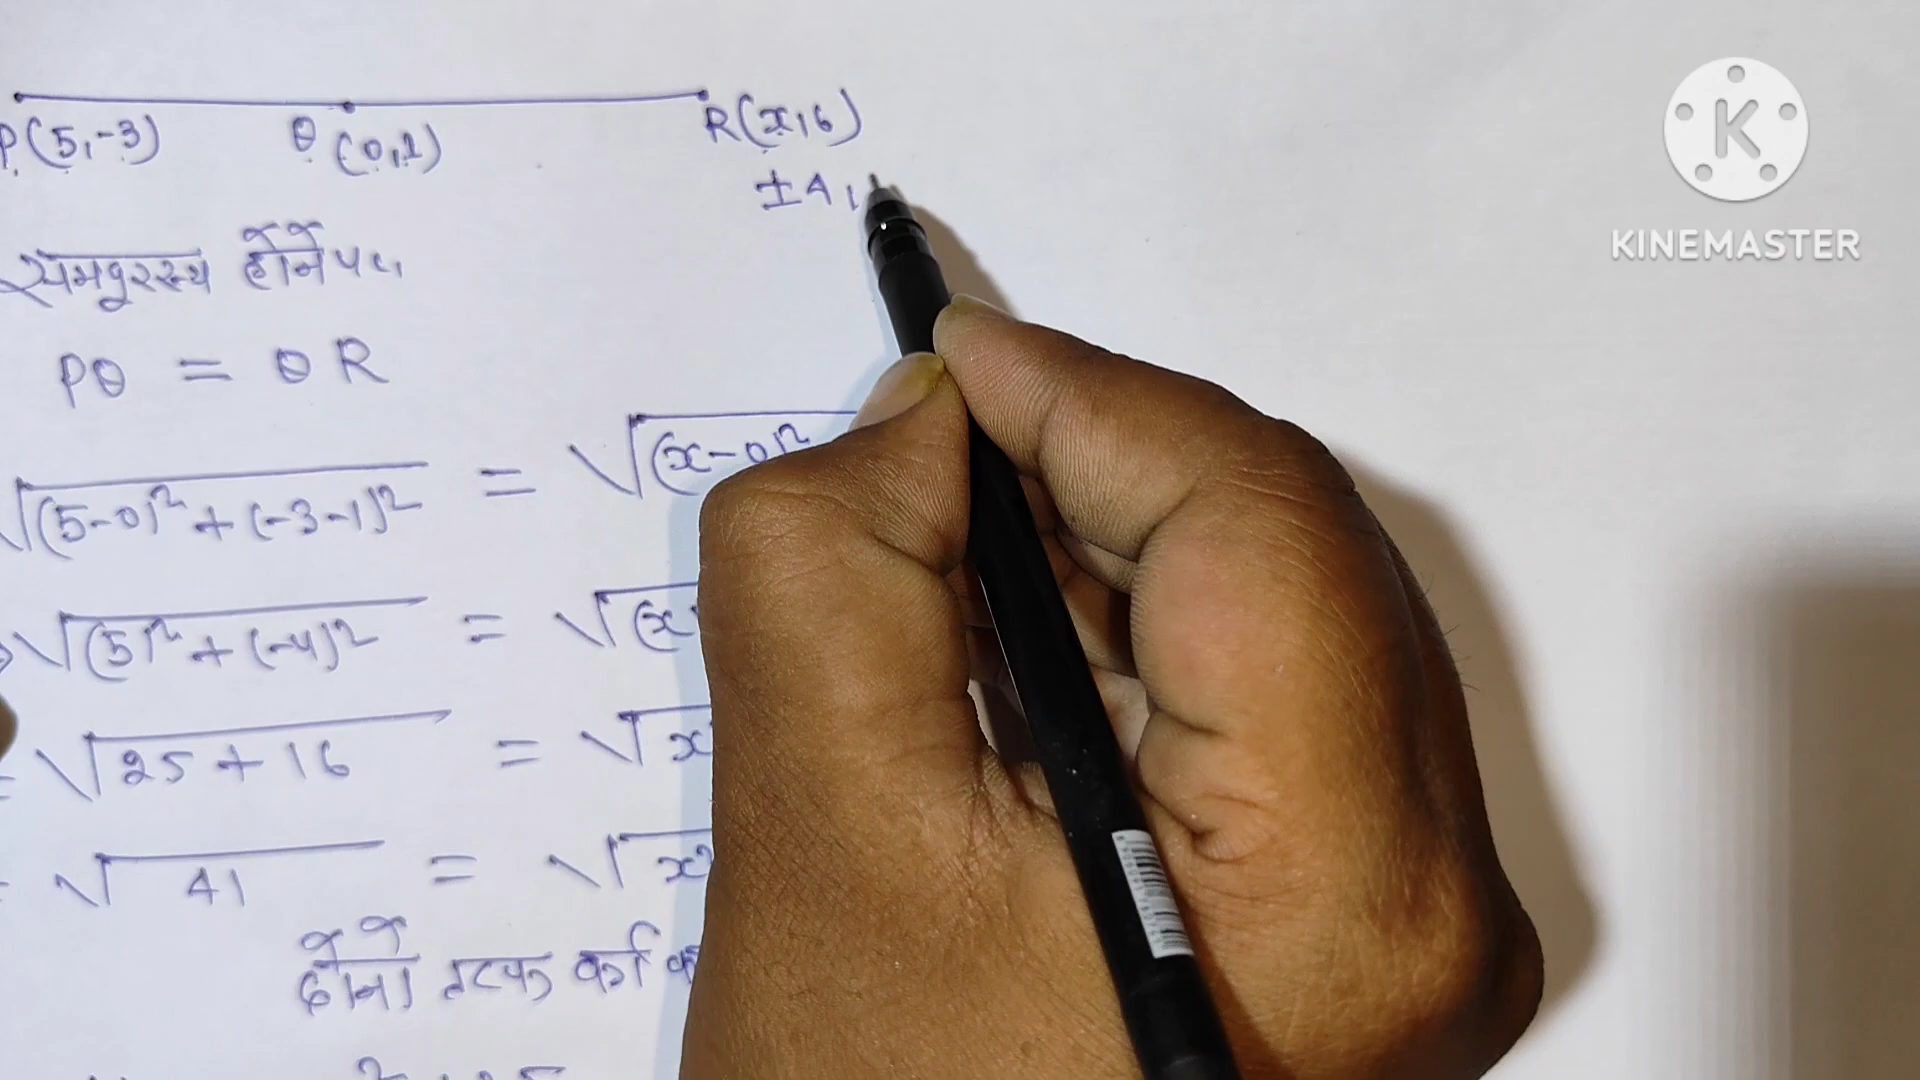 P(5,-3) Q(0,1) R(x,6)
±4,
समदूरस्थ होने पर,
PQ = QR
√(5-0)² + (-3-1)² = √(x-0)²
√(5)² + (-4)² = √(x
√25 + 16 = √x
√41 = √x²
दोनों तरफ वर्ग
K
KINEMASTER